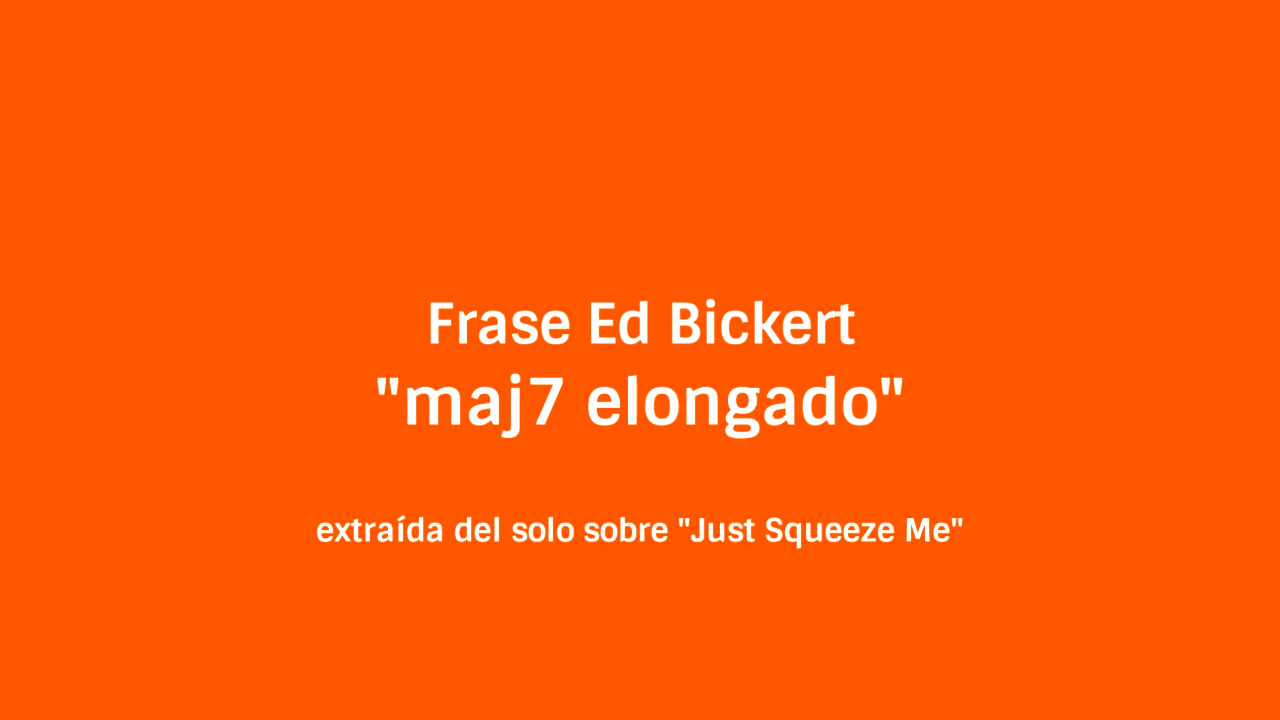 Frase Ed Bickert
"maj7 elongado"
extraída del solo sobre "Just Squeeze Me"